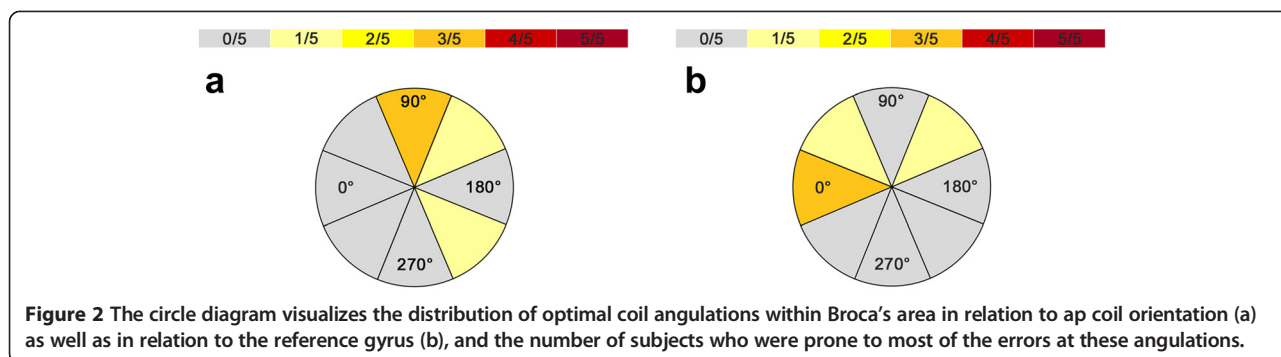 0/5 1/5 2/5 3/5 4/5 5/5 0/5 1/5 2/5 3/5 4/5 5/5
a b
90° 90°
0° 180° 0° 180°
270° 270°
Figure 2 The circle diagram visualizes the distribution of optimal coil angulations within Broca’s area in relation to ap coil orientation (a)
as well as in relation to the reference gyrus (b), and the number of subjects who were prone to most of the errors at these angulations.